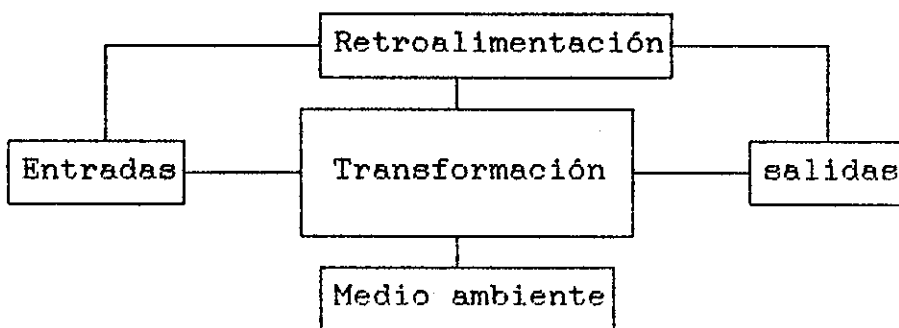 Retroalimentación
Entradas
Transformación
salidas
Medio ambiente